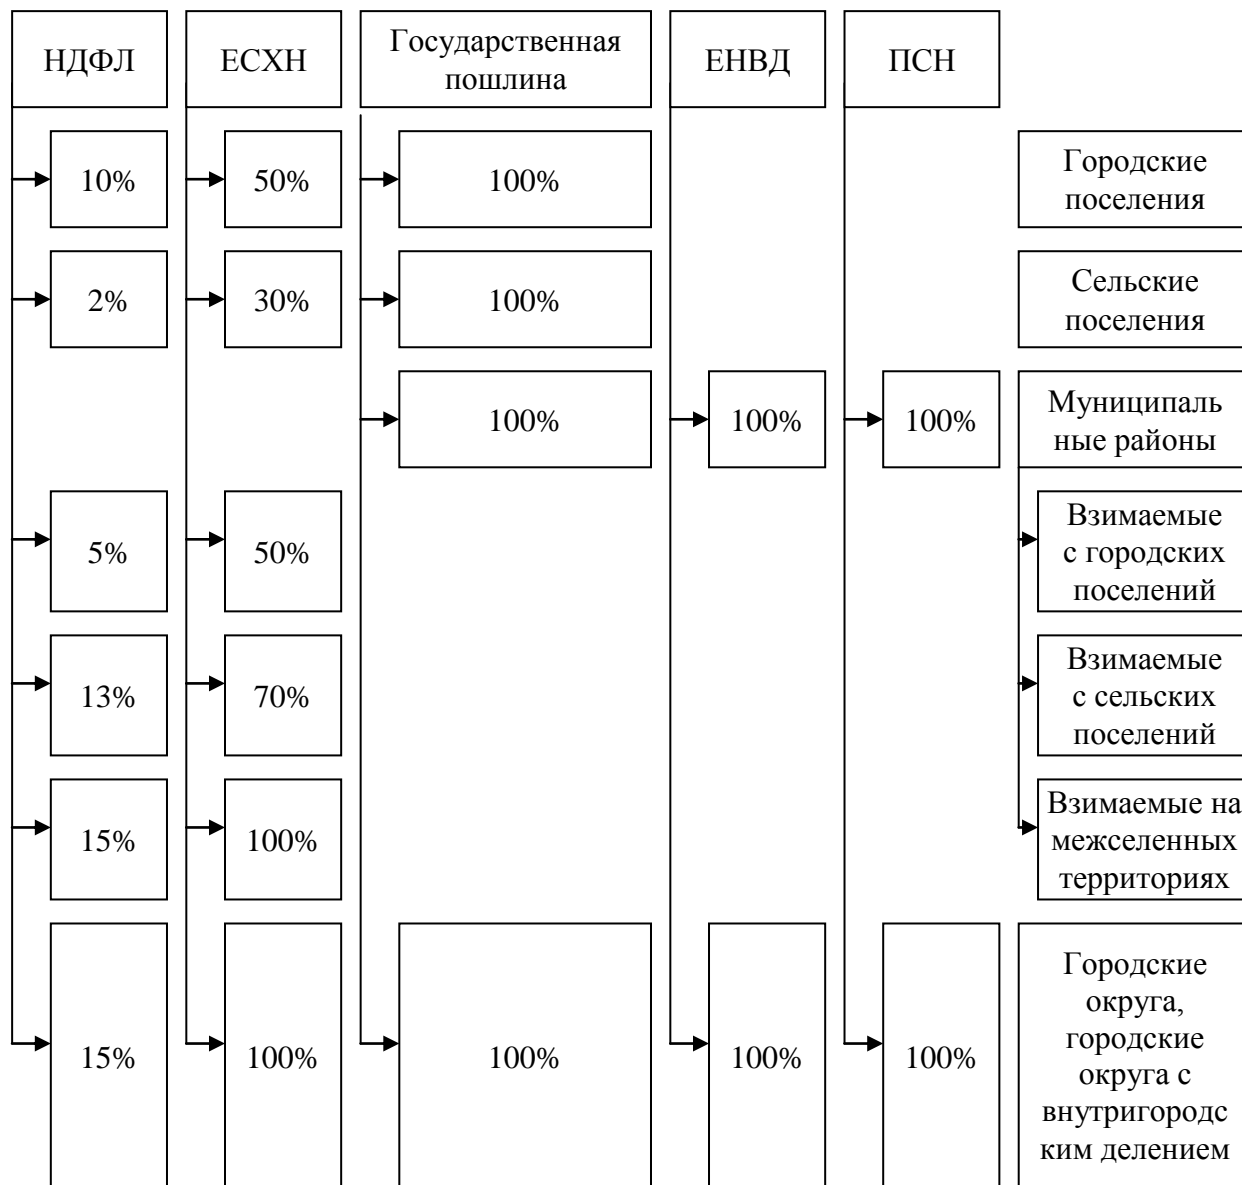 НДФЛ
ЕСХН
Государственная
пошлина
ЕНВД
ПСН
10%
50%
100%
Городские
поселения
2%
30%
100%
Сельские
поселения
100%
100%
100%
Муниципаль
ные районы
5%
50%
Взимаемые
с городских
поселений
13%
70%
Взимаемые
с сельских
поселений
15%
100%
Взимаемые на
межселенных
территориях
15%
100%
100%
100%
100%
Городские
округа,
городские
округа с
внутригородс
ким делением